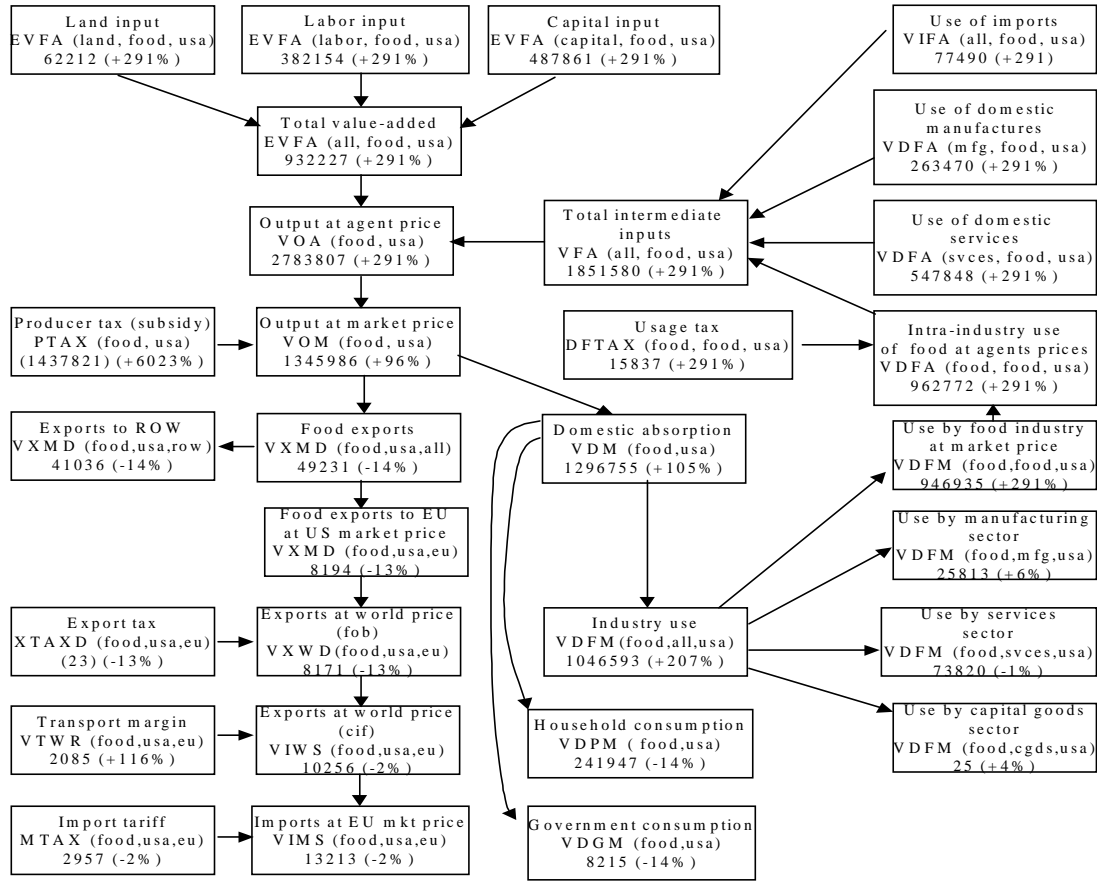 Land input
EVFA (land, food, usa)
62212 (+291%)
Labor input
EVFA (labor, food, usa)
382154 (+291%)
Capital input
EVFA (capital, food, usa)
487861 (+291%)
Use of imports
VIFA (all, food, usa)
77490 (+291)
Total value-added
EVFA (all, food, usa)
932227 (+291%)
Use of domestic
manufactures
VDFA (mfg, food, usa)
263470 (+291%)
Output at agent price
VOA (food, usa)
2783807 (+291%)
Total intermediate
inputs
VFA (all, food, usa)
1851580 (+291%)
Use of domestic
services
VDFA (svces, food, usa)
547848 (+291%)
Producer tax (subsidy)
PTAX (food, usa)
(1437821) (+6023%)
Output at market price
VOM (food, usa)
1345986 (+96%)
Usage tax
DFTAX (food, food, usa)
15837 (+291%)
Intra-industry use
of food at agents prices
VDFA (food, food, usa)
962772 (+291%)
Exports to ROW
VXMD (food,usa,row)
41036 (-14%)
Food exports
VXMD (food,usa,all)
49231 (-14%)
Domestic absorption
VDM (food,usa)
1296755 (+105%)
Use by food industry
at market price
VDFM (food,food,usa)
946935 (+291%)
Food exports to EU
at US market price
VXMD (food,usa,eu)
8194 (-13%)
Use by manufacturing
sector
VDFM (food,mfg,usa)
25813 (+6%)
Export tax
XTAXD (food,usa,eu)
(23) (-13%)
Exports at world price
(fob)
VXWD(food,usa,eu)
8171 (-13%)
Industry use
VDFM(food,all,usa)
1046593 (+207%)
Use by services
sector
VDFM (food,svces,usa)
73820 (-1%)
Transport margin
VTWR (food,usa,eu)
2085 (+116%)
Exports at world price
(cif)
VIWS (food,usa,eu)
10256 (-2%)
Household consumption
VDPM ( food,usa)
241947 (-14%)
Use by capital goods
sector
VDFM (food,cgds,usa)
25 (+4%)
Import tariff
MTAX (food,usa,eu)
2957 (-2%)
Imports at EU mkt price
VIMS (food,usa,eu)
13213 (-2%)
Government consumption
VDGM (food,usa)
8215 (-14%)